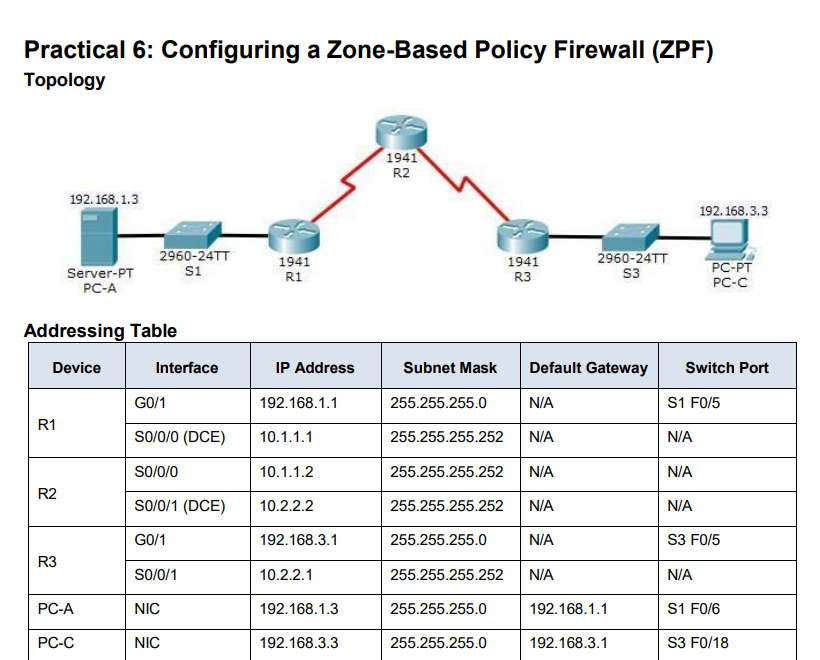 Practical 6: Configuring a Zone-Based Policy Firewall (ZPF)
Topology
1941
R2
192.168.1.3
192.168.3.3
2960-24TT
S1
1941
R1
1941
R3
2960-24TT
S3
Server-PT
PC-A
PC-PT
PC-C
Addressing Table
Device Interface IP Address Subnet Mask Default Gateway Switch Port
R1 G0/1 192.168.1.1 255.255.255.0 N/A S1 F0/5
S0/0/0 (DCE) 10.1.1.1 255.255.255.252 N/A N/A
R2 S0/0/0 10.1.1.2 255.255.255.252 N/A N/A
S0/0/1 (DCE) 10.2.2.2 255.255.255.252 N/A N/A
R3 G0/1 192.168.3.1 255.255.255.0 N/A S3 F0/5
S0/0/1 10.2.2.1 255.255.255.252 N/A N/A
PC-A NIC 192.168.1.3 255.255.255.0 192.168.1.1 S1 F0/6
PC-C NIC 192.168.3.3 255.255.255.0 192.168.3.1 S3 F0/18